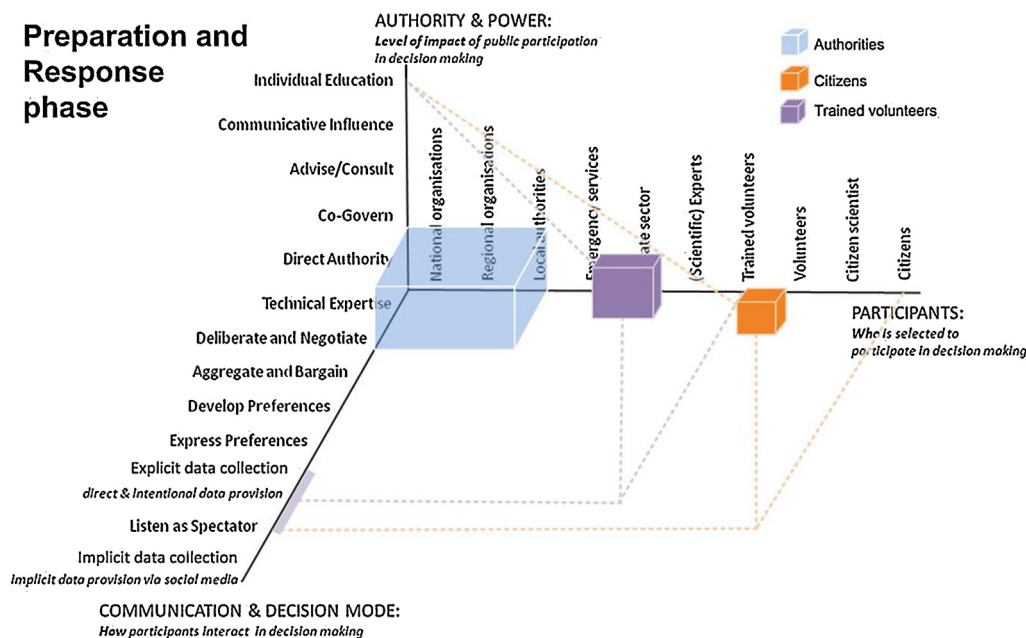 Preparation and
Response
phase
AUTHORITY & POWER:
Level of impact of public participation
in decision making
Authorities
Citizens
Trained volunteers
Individual Education
Communicative Influence
Advise/Consult
Co-Govern
Direct Authority
National organisations
Regional organisations
Local authorities
Emergency services
ate sector
(Scientific) Experts
Trained volunteers
Volunteers
Citizen scientist
Citizens
Technical Expertise
Deliberate and Negotiate
Aggregate and Bargain
Develop Preferences
Express Preferences
Explicit data collection
direct & intentional data provision
Listen as Spectator
Implicit data collection
implicit data provision via social media
PARTICIPANTS:
Who is selected to
participate in decision making
COMMUNICATION & DECISION MODE:
How participants interact in decision making